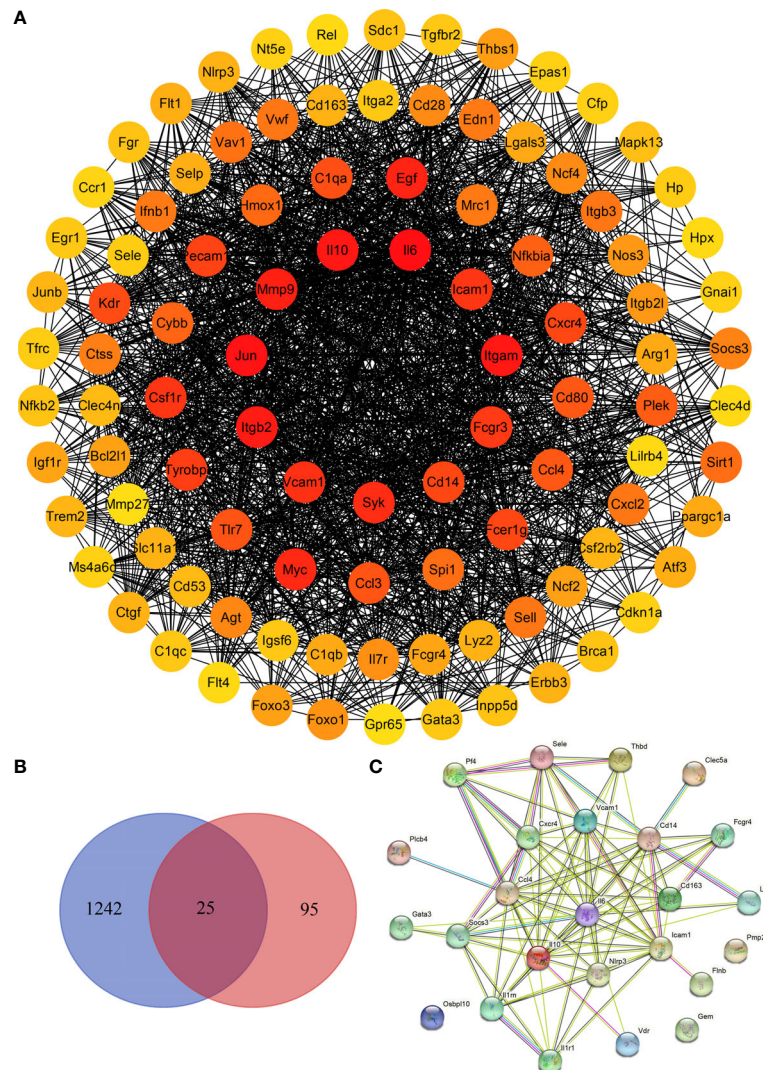 A
Rel
Sdc1
Tgfbr2
Nt5e
Thbs1
Nlrp3
Epas1
Cd163
Itga2
Cd28
Flt1
Vwf
Edn1
Cfp
Fgr
Vav1
Lgals3
Mapk13
Selp
C1qa
Egf
Ncf4
Ccr1
Ifnb1
Hmox1
Mrc1
Itgb3
Hp
Egr1
Sele
Pecam1
Il10
Il6
Nfkbia
Nos3
Hpx
Junb
Kdr
Mmp9
Icam1
Itgb2l
Gnai1
Tfrc
Ctss
Cybb
Jun
Itgam
Cxcr4
Arg1
Socs3
Nfkb2
Clec4n
Csf1r
Itgb2
Fcgr3
Cd80
Plek
Clec4d
Igf1r
Bcl2l1
Tyrobp
Vcam1
Syk
Cd14
Ccl4
Lilrb4
Sirt1
Trem2
Mmp27
Tlr7
Fcer1g
Cxcl2
Ppargc1a
Ms4a6c
Slc11a1
Myc
Ccl3
Spi1
Csf2rb2
Atf3
Ctgf
Cd53
Agt
Sell
Ncf2
Cdkn1a
C1qc
Igsf6
C1qb
Il7r
Fcgr4
Lyz2
Brca1
Flt4
Foxo3
Foxo1
Gpr65
Gata3
Inpp5d
Erbb3
B
1242
25
95
C
Sele
Thbd
Pf4
Clec5a
Vcam1
Cxcr4
Cd14
Fcgr4
Plcb4
Ccl4
Cd163
L
Il6
Gata3
Socs3
Icam1
Il10
Pmp2
Nlrp3
Flnb
Il1rn
Osbpl10
Gem
Vdr
Il1r1